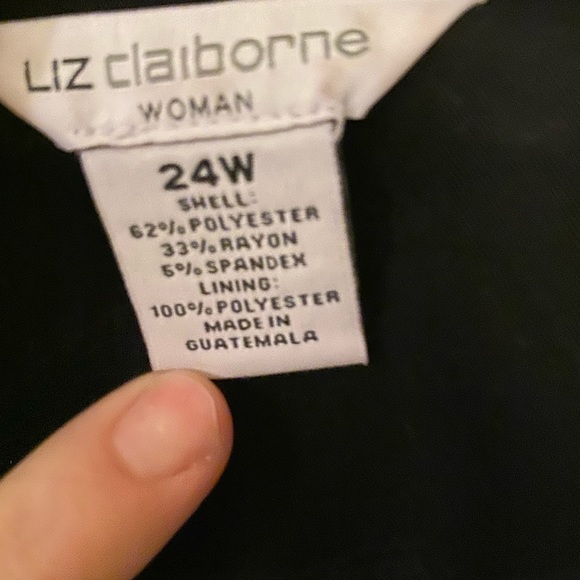 LIZ claiborne
WOMAN
24W
SHELL:
62% POLYESTER
33% RAYON
5% SPANDEX
LINING:
100% POLYESTER
MADE IN
GUATEMALA